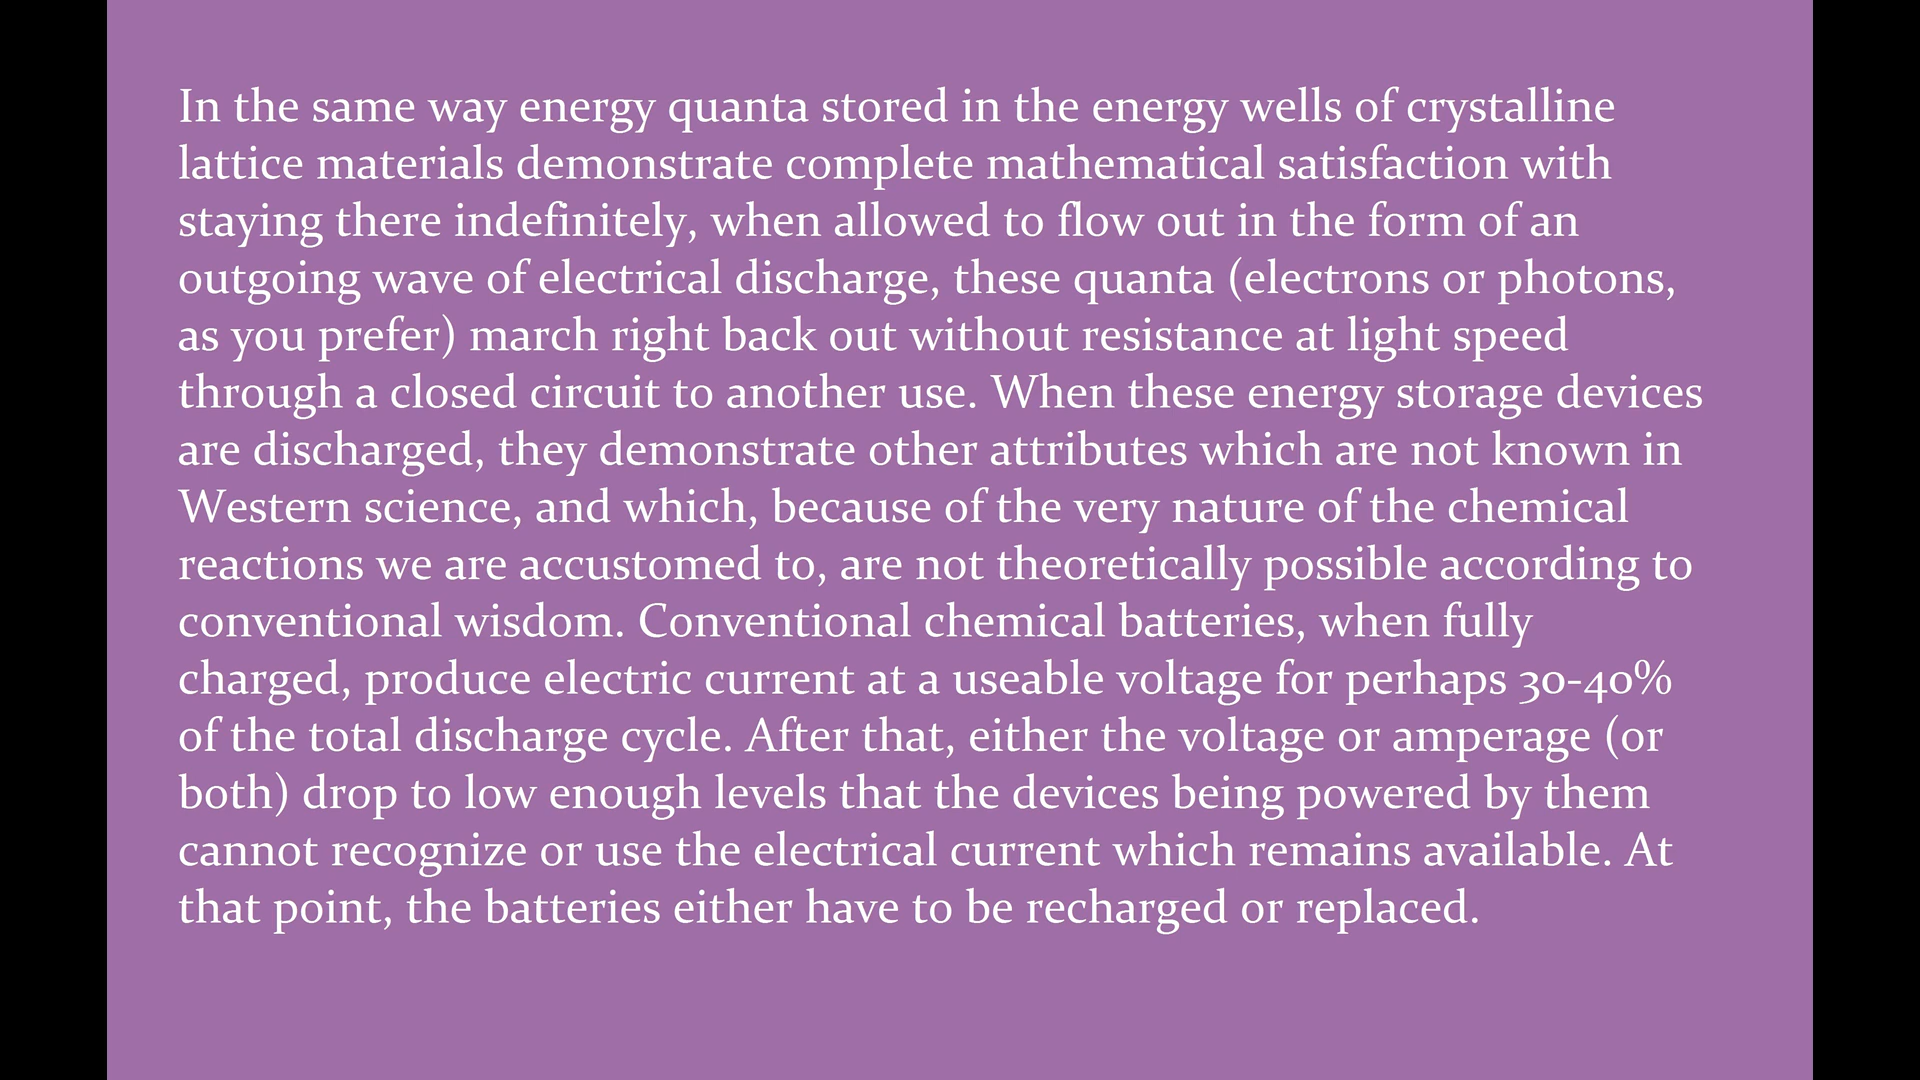 In the same way energy quanta stored in the energy wells of crystalline
lattice materials demonstrate complete mathematical satisfaction with
staying there indefinitely, when allowed to flow out in the form of an
outgoing wave of electrical discharge, these quanta (electrons or photons,
as you prefer) march right back out without resistance at light speed
through a closed circuit to another use. When these energy storage devices
are discharged, they demonstrate other attributes which are not known in
Western science, and which, because of the very nature of the chemical
reactions we are accustomed to, are not theoretically possible according to
conventional wisdom. Conventional chemical batteries, when fully
charged, produce electric current at a useable voltage for perhaps 30-40%
of the total discharge cycle. After that, either the voltage or amperage (or
both) drop to low enough levels that the devices being powered by them
cannot recognize or use the electrical current which remains available. At
that point, the batteries either have to be recharged or replaced.